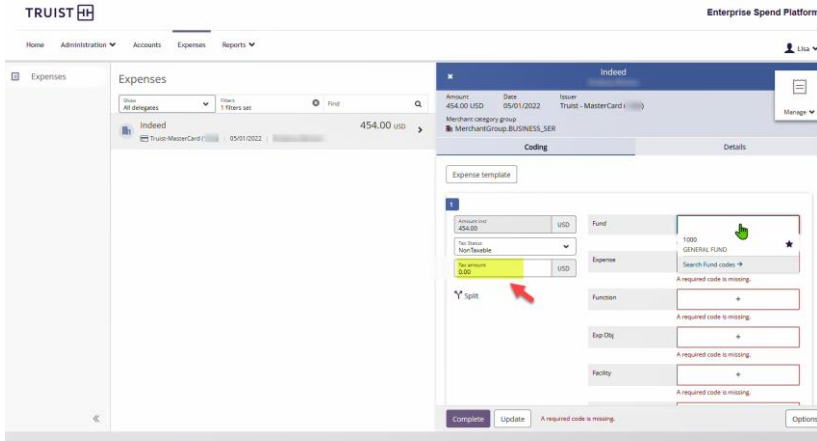 TRUIST
Enterprise Spend Platform
Home Administration Accounts Expenses Reports
Lisa
Expenses
Expenses
Show
All delegates
Filters
1 filters set
Find
Indeed
454.00 USD
Truist-MasterCard (* 05/01/2022
Indeed
Amount Date Issuer
454.00 USD 05/01/2022 Truist - MasterCard ( )
Merchant category group
MerchantGroup.BUSINESS_SER
Manage
Coding Details
Expense template
1
Amount incl
454.00 USD
Tax Status
NonTaxable
Tax amount
0.00 USD
Split
Fund
1000
GENERAL FUND
Search Fund codes →
Expense
A required code is missing.
Function +
A required code is missing.
Exp Obj +
A required code is missing.
Facility +
A required code is missing.
Complete Update A required code is missing. Options